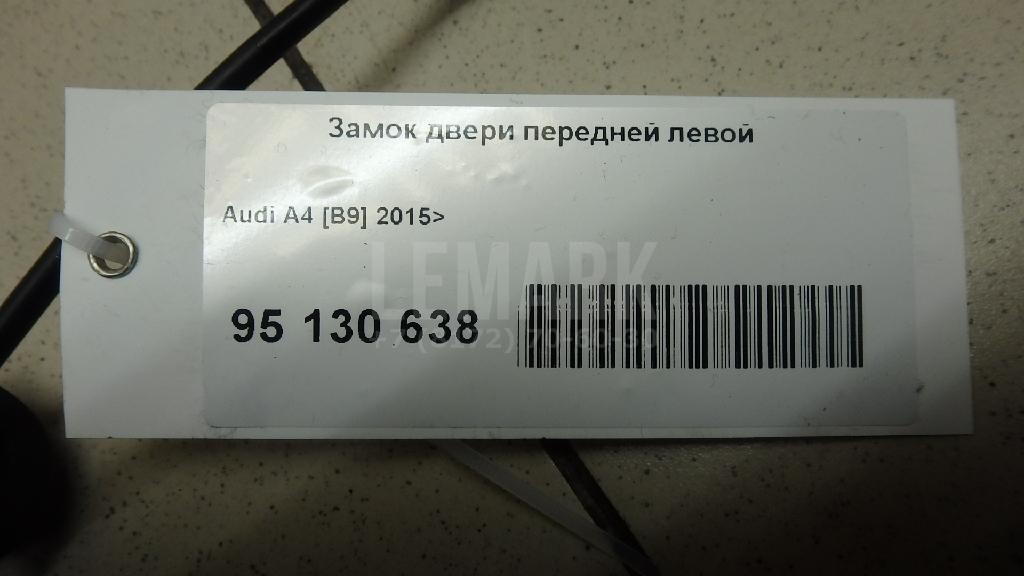 Замок двери передней левой
Audi A4 [B9] 2015>
LEMARK
95 130 638